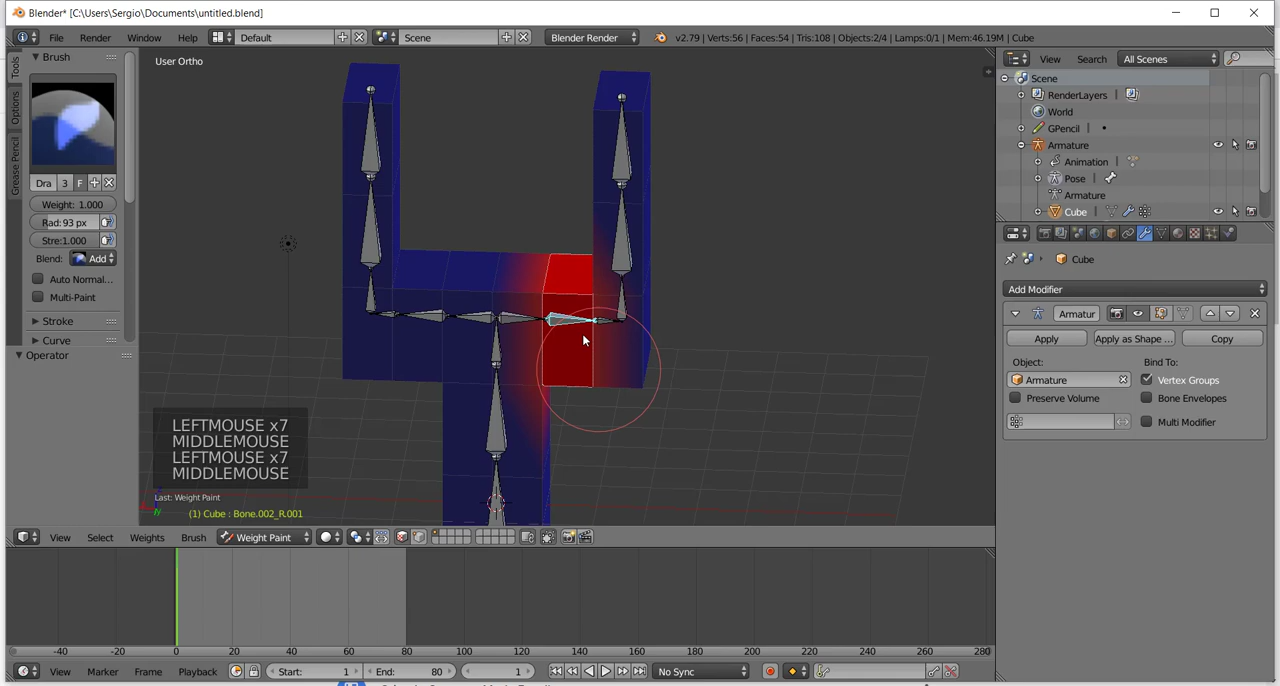 Blender* [C:\Users\Sergio\Documents\untitled.blend]
File Render Window Help Default Scene Blender Render v2.79 | Verts:56 | Faces:54 | Tris:108 | Objects:2/4 | Lamps:0/1 | Mem:46.19M | Cube
Tools
Options
Grease Pencil
Brush
Dra 3 F
Weight: 1.000
Rad: 93 px
Stre:1.000
Blend: Add
Auto Normal...
Multi-Paint
Stroke
Curve
Operator
User Ortho
LEFTMOUSE x7
MIDDLEMOUSE
LEFTMOUSE x7
MIDDLEMOUSE
Last: Weight Paint
(1) Cube : Bone.002_R.001
View Select Weights Brush Weight Paint
-40 -20 0 20 40 60 80 100 120 140 160 180 200 220 240 260 280
View Marker Frame Playback Start: 1 End: 80 1 No Sync
View Search All Scenes
Scene
RenderLayers
World
GPencil
Armature
Animation
Pose
Armature
Cube
Cube
Add Modifier
Armatur
Apply Apply as Shape ... Copy
Object: Bind To:
Armature Vertex Groups
Preserve Volume Bone Envelopes
Multi Modifier